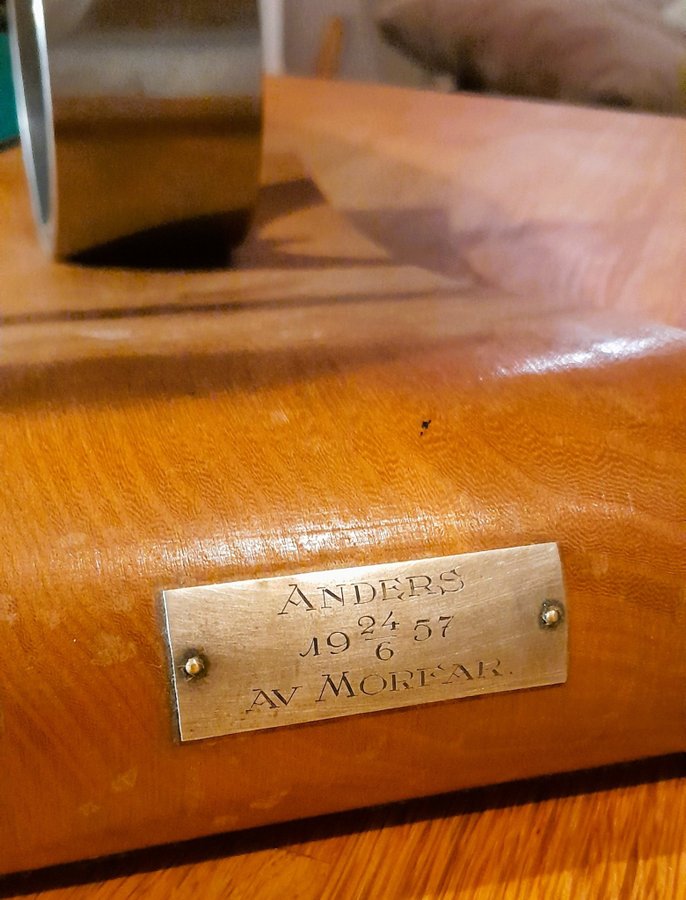 ANDERS
19 24/6 57
AV MORFAR.